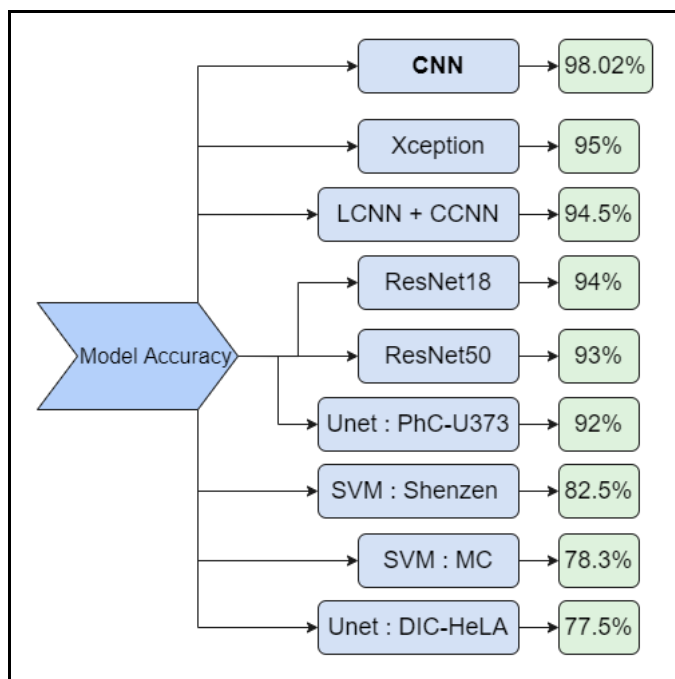 CNN 98.02%
Xception 95%
LCNN + CCNN 94.5%
ResNet18 94%
Model Accuracy
ResNet50 93%
Unet : PhC-U373 92%
SVM : Shenzen 82.5%
SVM : MC 78.3%
Unet : DIC-HeLA 77.5%